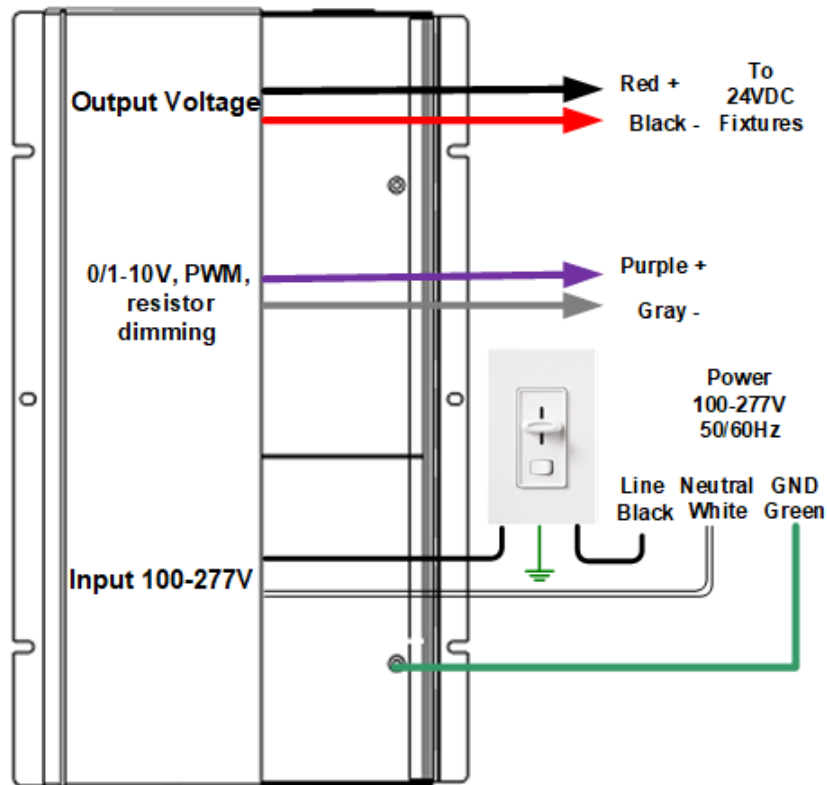 Output Voltage
Red +
Black -
To
24VDC
Fixtures
0/1-10V, PWM,
resistor
dimming
Purple +
Gray -
Power
100-277V
50/60Hz
Line
Black
Neutral
White
GND
Green
Input 100-277V